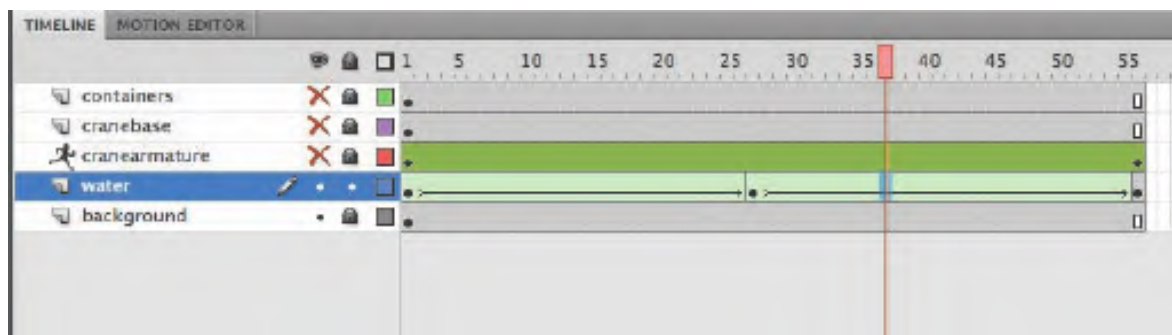 TIMELINE MOTION EDITOR
1 5 10 15 20 25 30 35 40 45 50 55
containers
cranebase
cranearmature
water
background